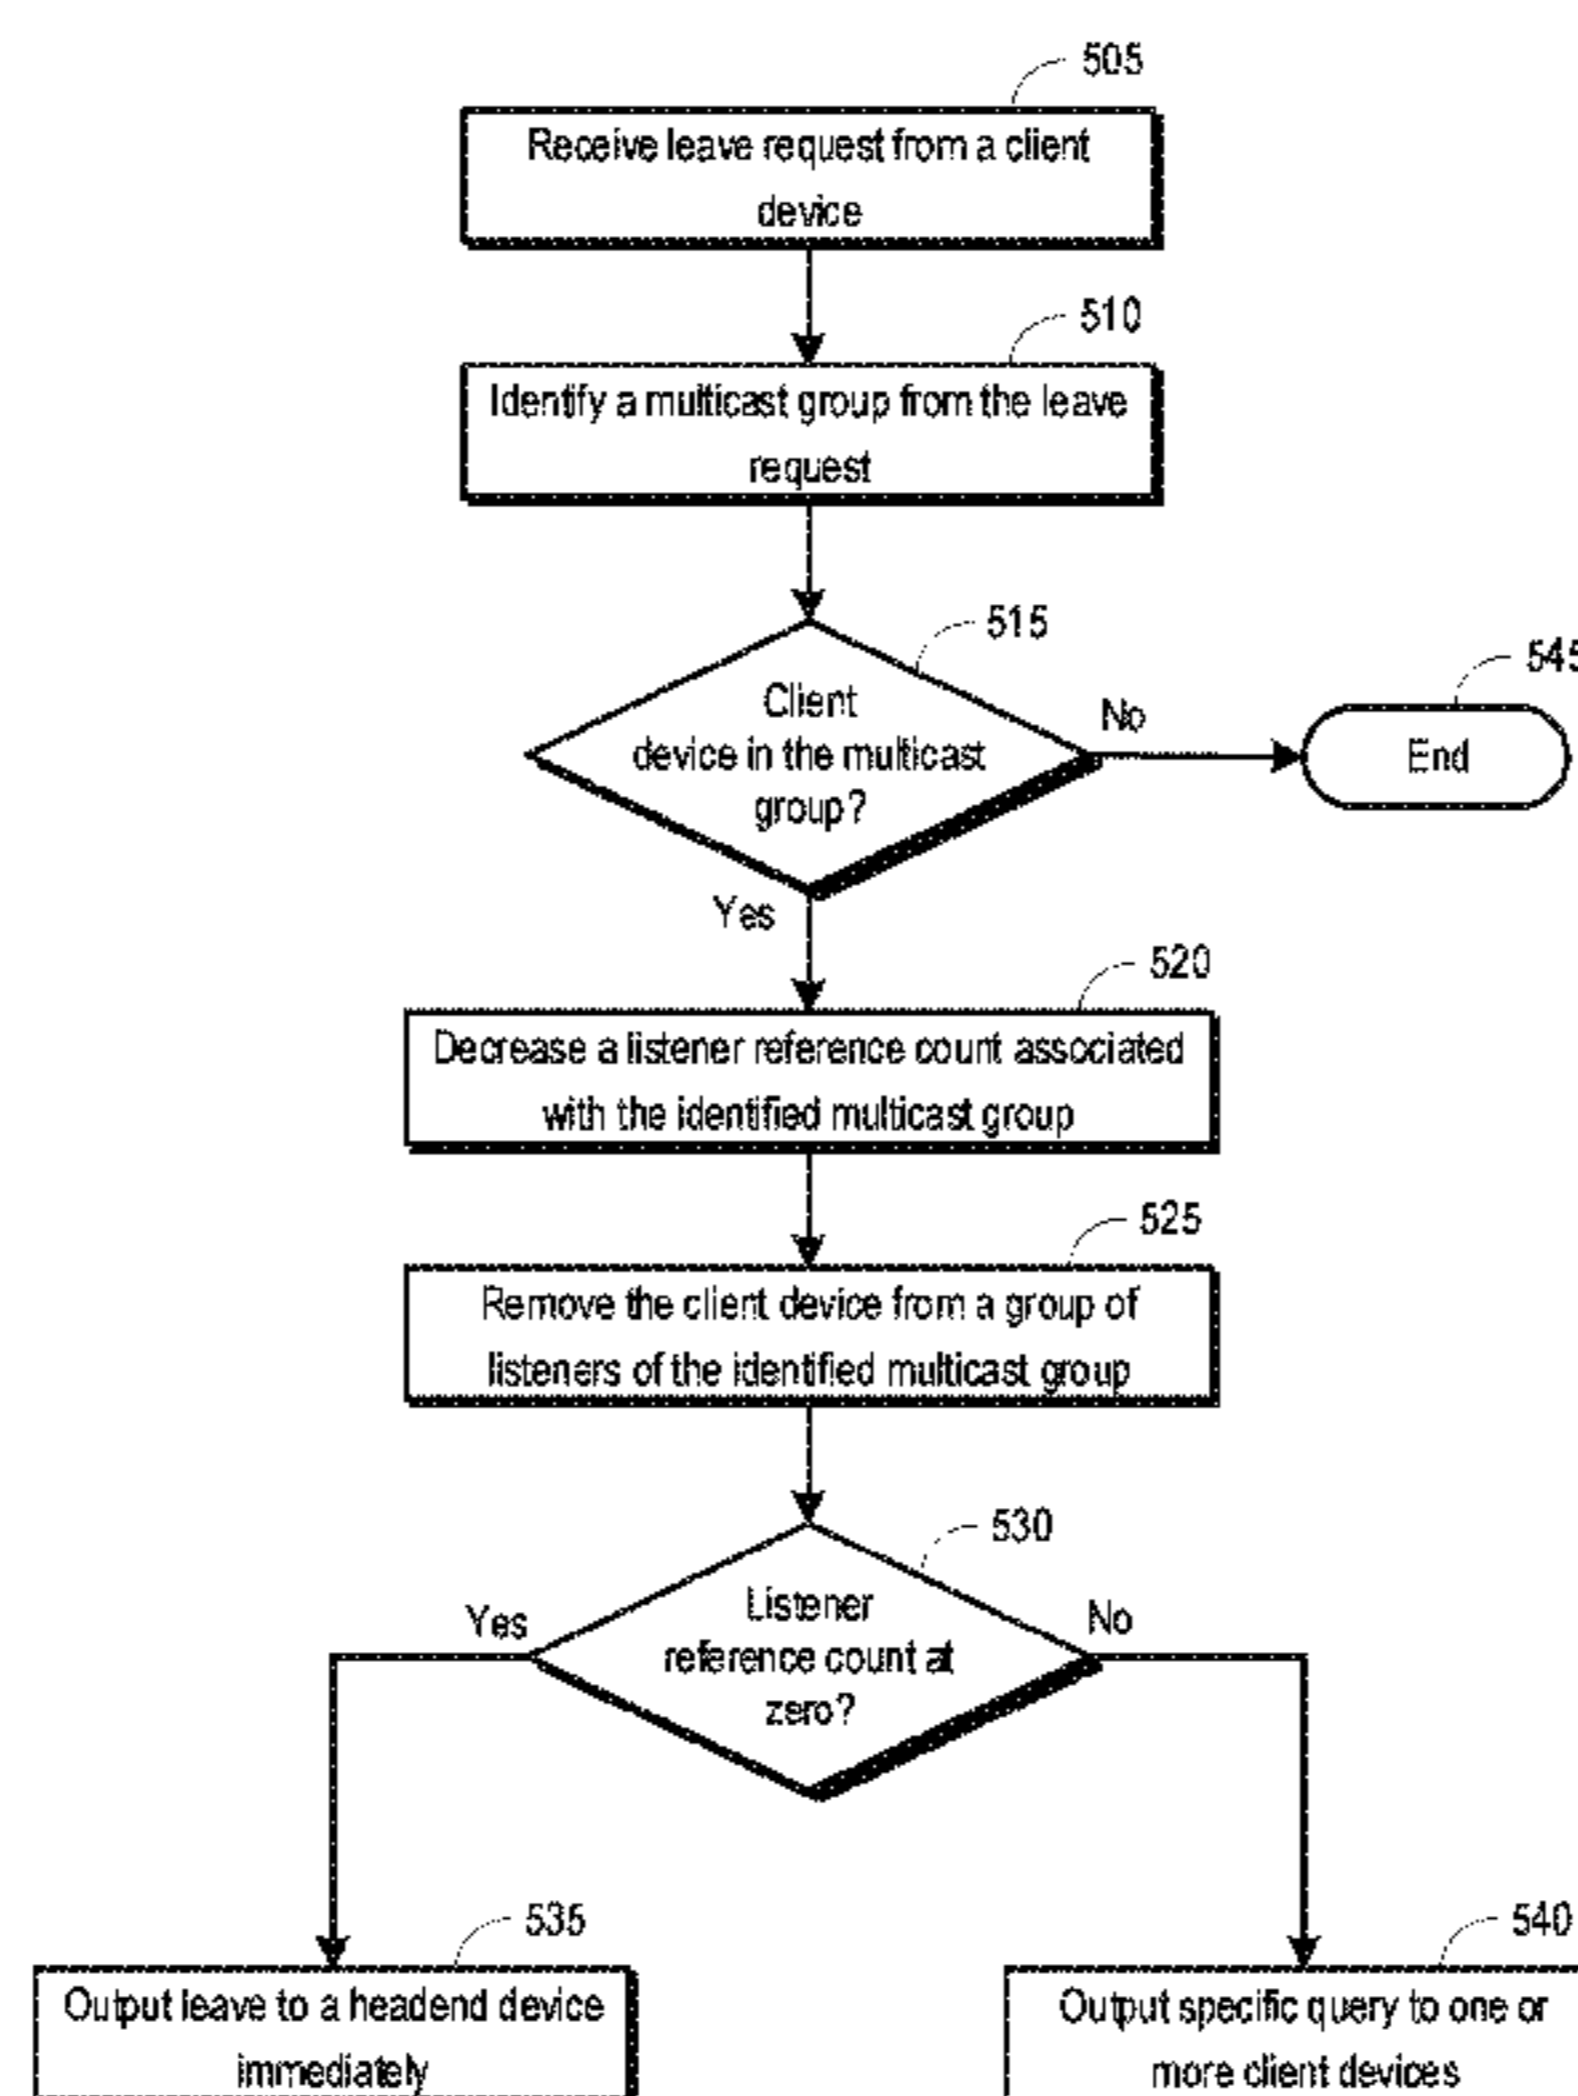 505
Receive leave request from a client
device
510
Identify a multicast group from the leave
request
515
Client
device in the multicast
group?
No
545
End
Yes
520
Decrease a listener reference count associated
with the identified multicast group
525
Remove the client device from a group of
listeners of the identified multicast group
530
Listener
reference count at
zero?
Yes
No
535
Output leave to a headend device
immediately
540
Output specific query to one or
more client devices